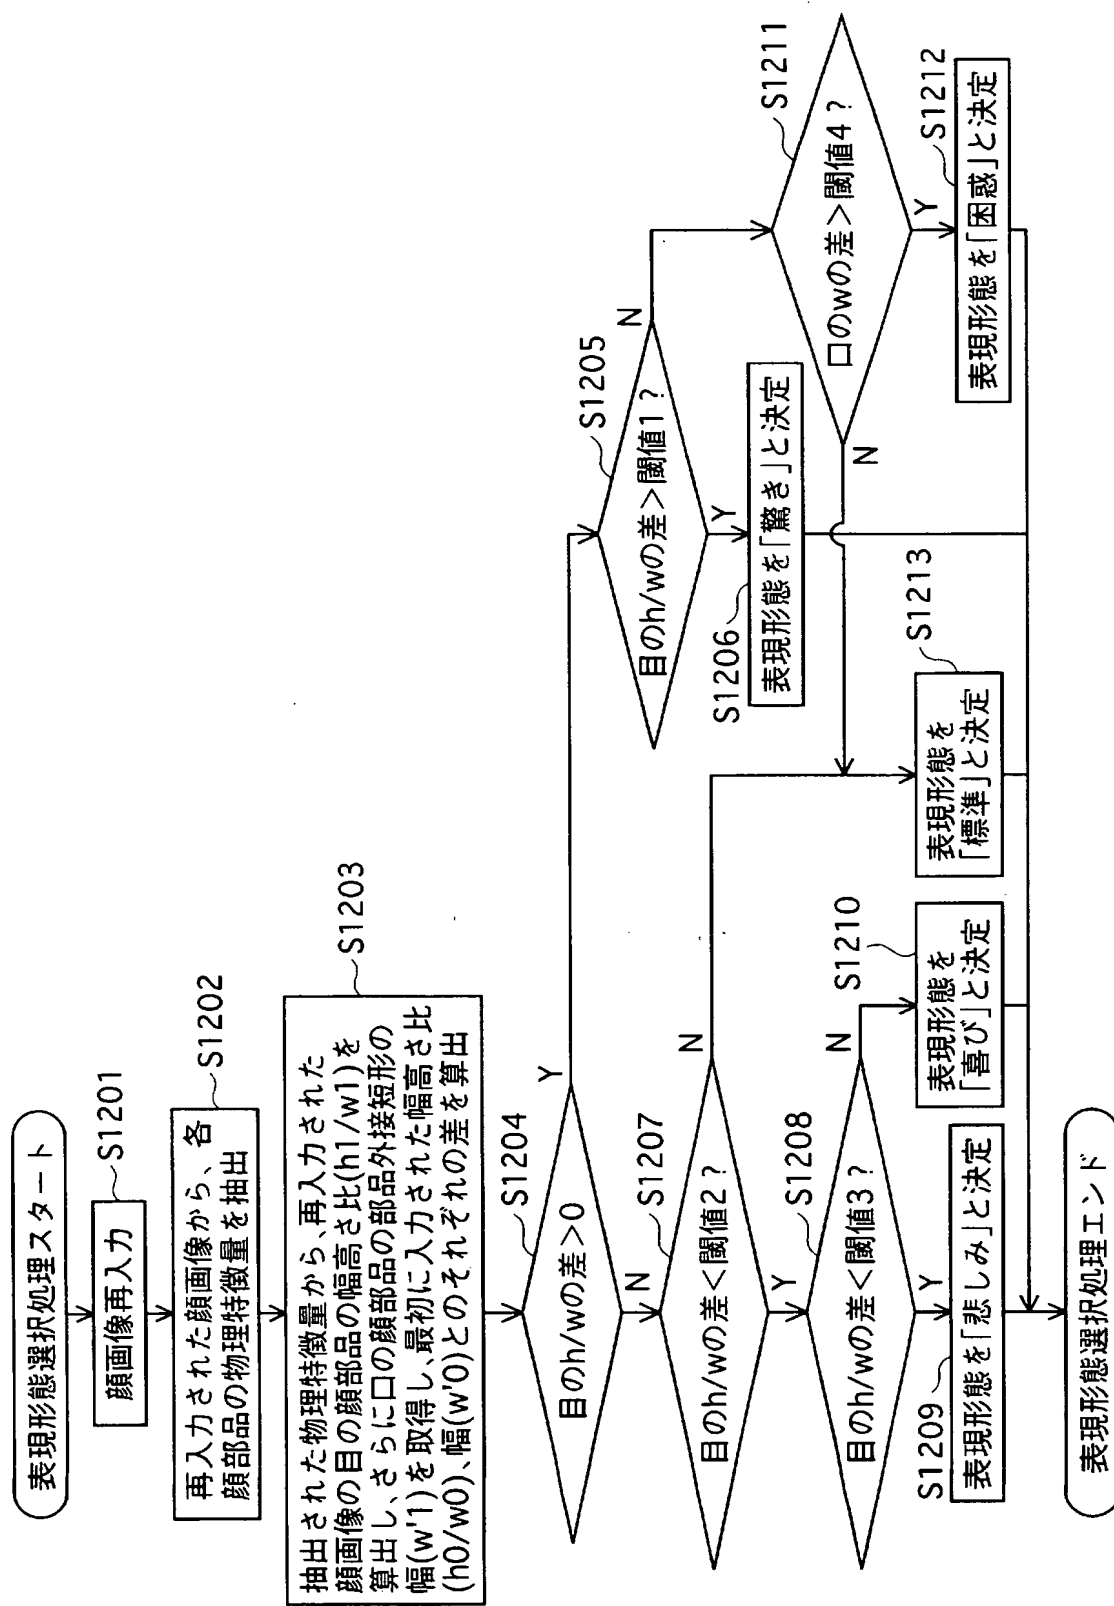 表現形態選択処理スタート
S1201
顔画像再入力
S1202
再入力された顔画像から、各
顔部品の物理特徴量を抽出
S1203
抽出された物理特徴量から、再入力された
顔画像の目の顔部品の幅高さ比(h1/w1)を
算出し、さらに口の顔部品の部品外接短形の
幅(w'1)を取得し、最初に入力された幅高さ比
(h0/w0)、幅(w'0)とのそれぞれの差を算出
S1204
目のh/wの差>0
Y
N
S1205
目のh/wの差>閾値1?
N
Y
S1206
表現形態を「驚き」と決定
S1207
目のh/wの差<閾値2?
N
Y
S1208
目のh/wの差<閾値3?
N
Y
S1209
表現形態を「悲しみ」と決定
S1210
表現形態を
「喜び」と決定
S1211
口のwの差>閾値4?
N
Y
S1212
表現形態を「困惑」と決定
S1213
表現形態を
「標準」と決定
表現形態選択処理エンド